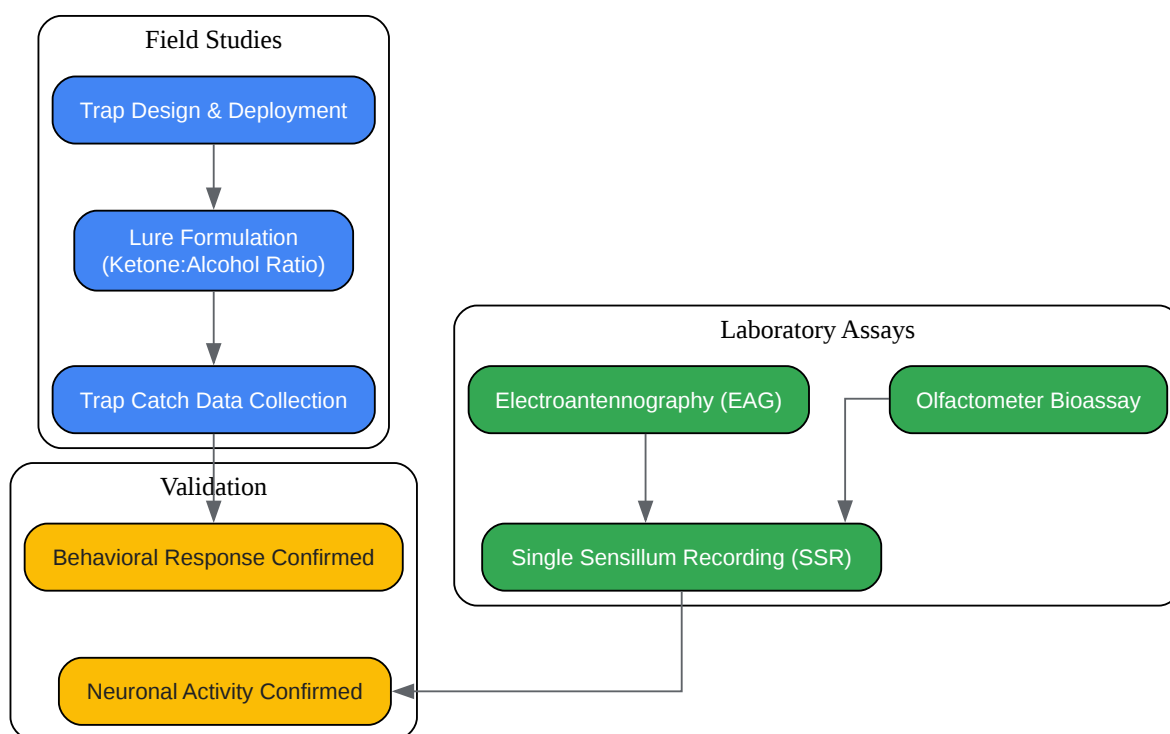 Field Studies
Trap Design & Deployment
Lure Formulation
(Ketone:Alcohol Ratio)
Trap Catch Data Collection
Laboratory Assays
Electroantennography (EAG)
Olfactometer Bioassay
Single Sensillum Recording (SSR)
Validation
Behavioral Response Confirmed
Neuronal Activity Confirmed